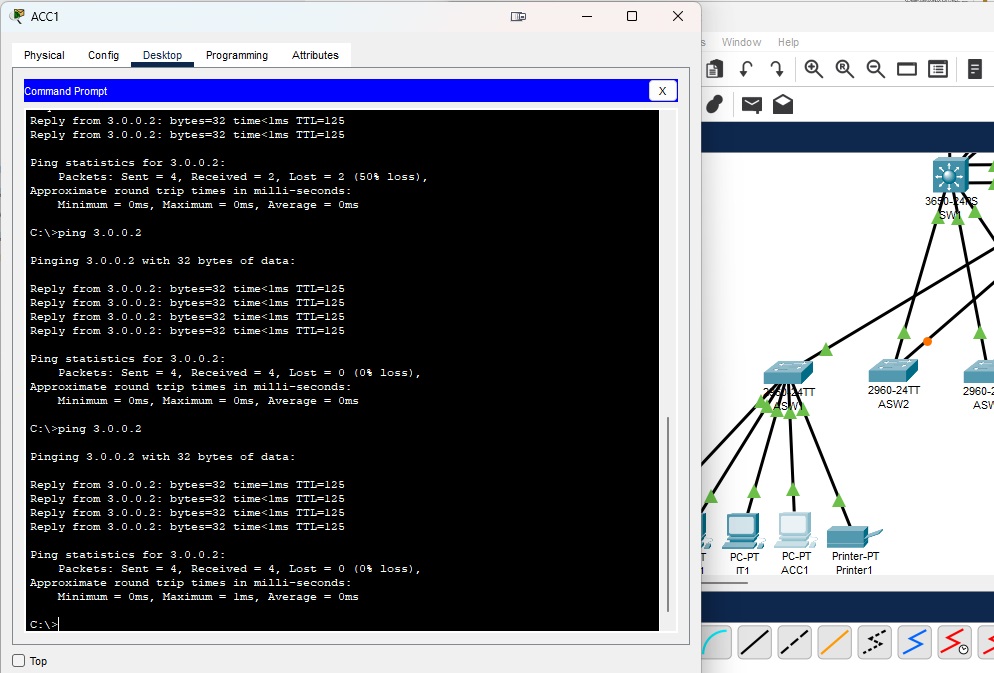 ACC1
Physical Config Desktop Programming Attributes
Command Prompt
X
Reply from 3.0.0.2: bytes=32 time<1ms TTL=125
Reply from 3.0.0.2: bytes=32 time<1ms TTL=125
Ping statistics for 3.0.0.2:
Packets: Sent = 4, Received = 2, Lost = 2 (50% loss),
Approximate round trip times in milli-seconds:
Minimum = 0ms, Maximum = 0ms, Average = 0ms
C:\>ping 3.0.0.2
Pinging 3.0.0.2 with 32 bytes of data:
Reply from 3.0.0.2: bytes=32 time<1ms TTL=125
Reply from 3.0.0.2: bytes=32 time<1ms TTL=125
Reply from 3.0.0.2: bytes=32 time<1ms TTL=125
Reply from 3.0.0.2: bytes=32 time<1ms TTL=125
Ping statistics for 3.0.0.2:
Packets: Sent = 4, Received = 4, Lost = 0 (0% loss),
Approximate round trip times in milli-seconds:
Minimum = 0ms, Maximum = 0ms, Average = 0ms
C:\>ping 3.0.0.2
Pinging 3.0.0.2 with 32 bytes of data:
Reply from 3.0.0.2: bytes=32 time=1ms TTL=125
Reply from 3.0.0.2: bytes=32 time<1ms TTL=125
Reply from 3.0.0.2: bytes=32 time<1ms TTL=125
Reply from 3.0.0.2: bytes=32 time<1ms TTL=125
Ping statistics for 3.0.0.2:
Packets: Sent = 4, Received = 4, Lost = 0 (0% loss),
Approximate round trip times in milli-seconds:
Minimum = 0ms, Maximum = 1ms, Average = 0ms
C:\>
Top
s Window Help
3650-24PS
SW1
2960-24TT
ASW1
2960-24TT
ASW2
2960-2
ASW
T
1
PC-PT
IT1
PC-PT
ACC1
Printer-PT
Printer1